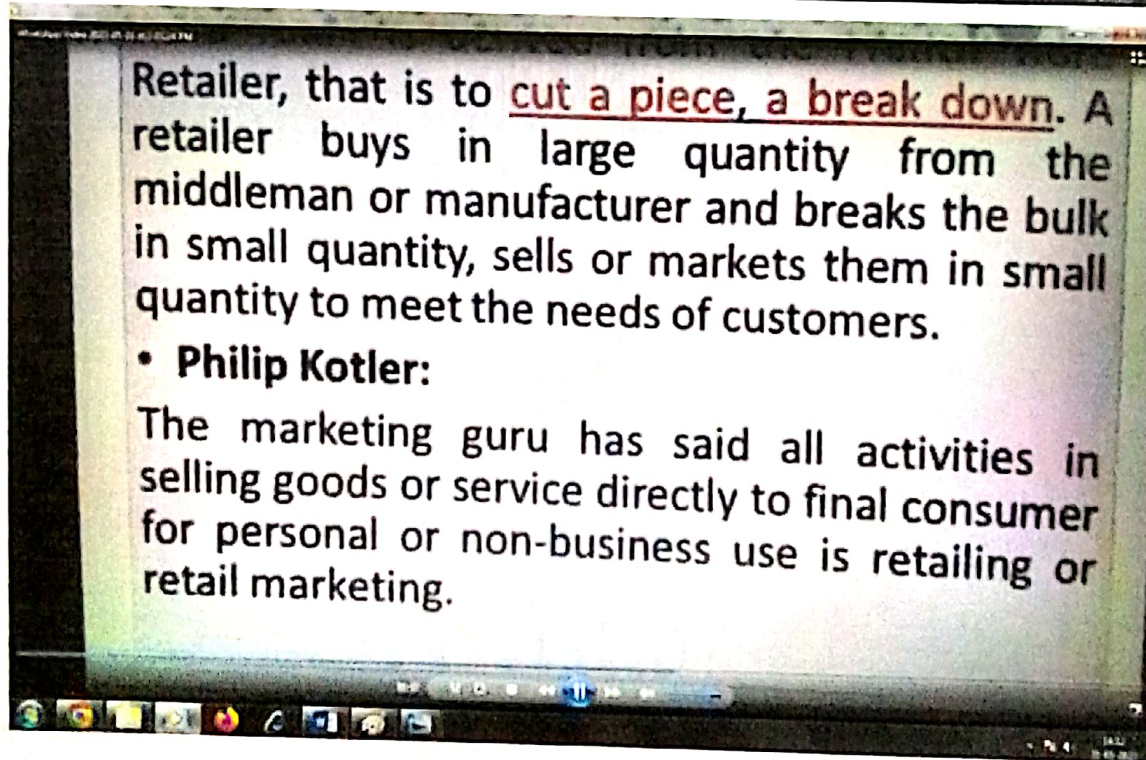 Retailer, that is to cut a piece, a break down. A
retailer buys in large quantity from the
middleman or manufacturer and breaks the bulk
in small quantity, sells or markets them in small
quantity to meet the needs of customers.
• Philip Kotler:
The marketing guru has said all activities in
selling goods or service directly to final consumer
for personal or non-business use is retailing or
retail marketing.